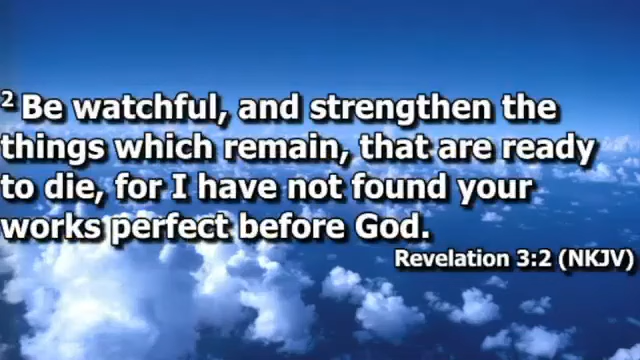 2 Be watchful, and strengthen the
things which remain, that are ready
to die, for I have not found your
works perfect before God.
Revelation 3:2 (NKJV)